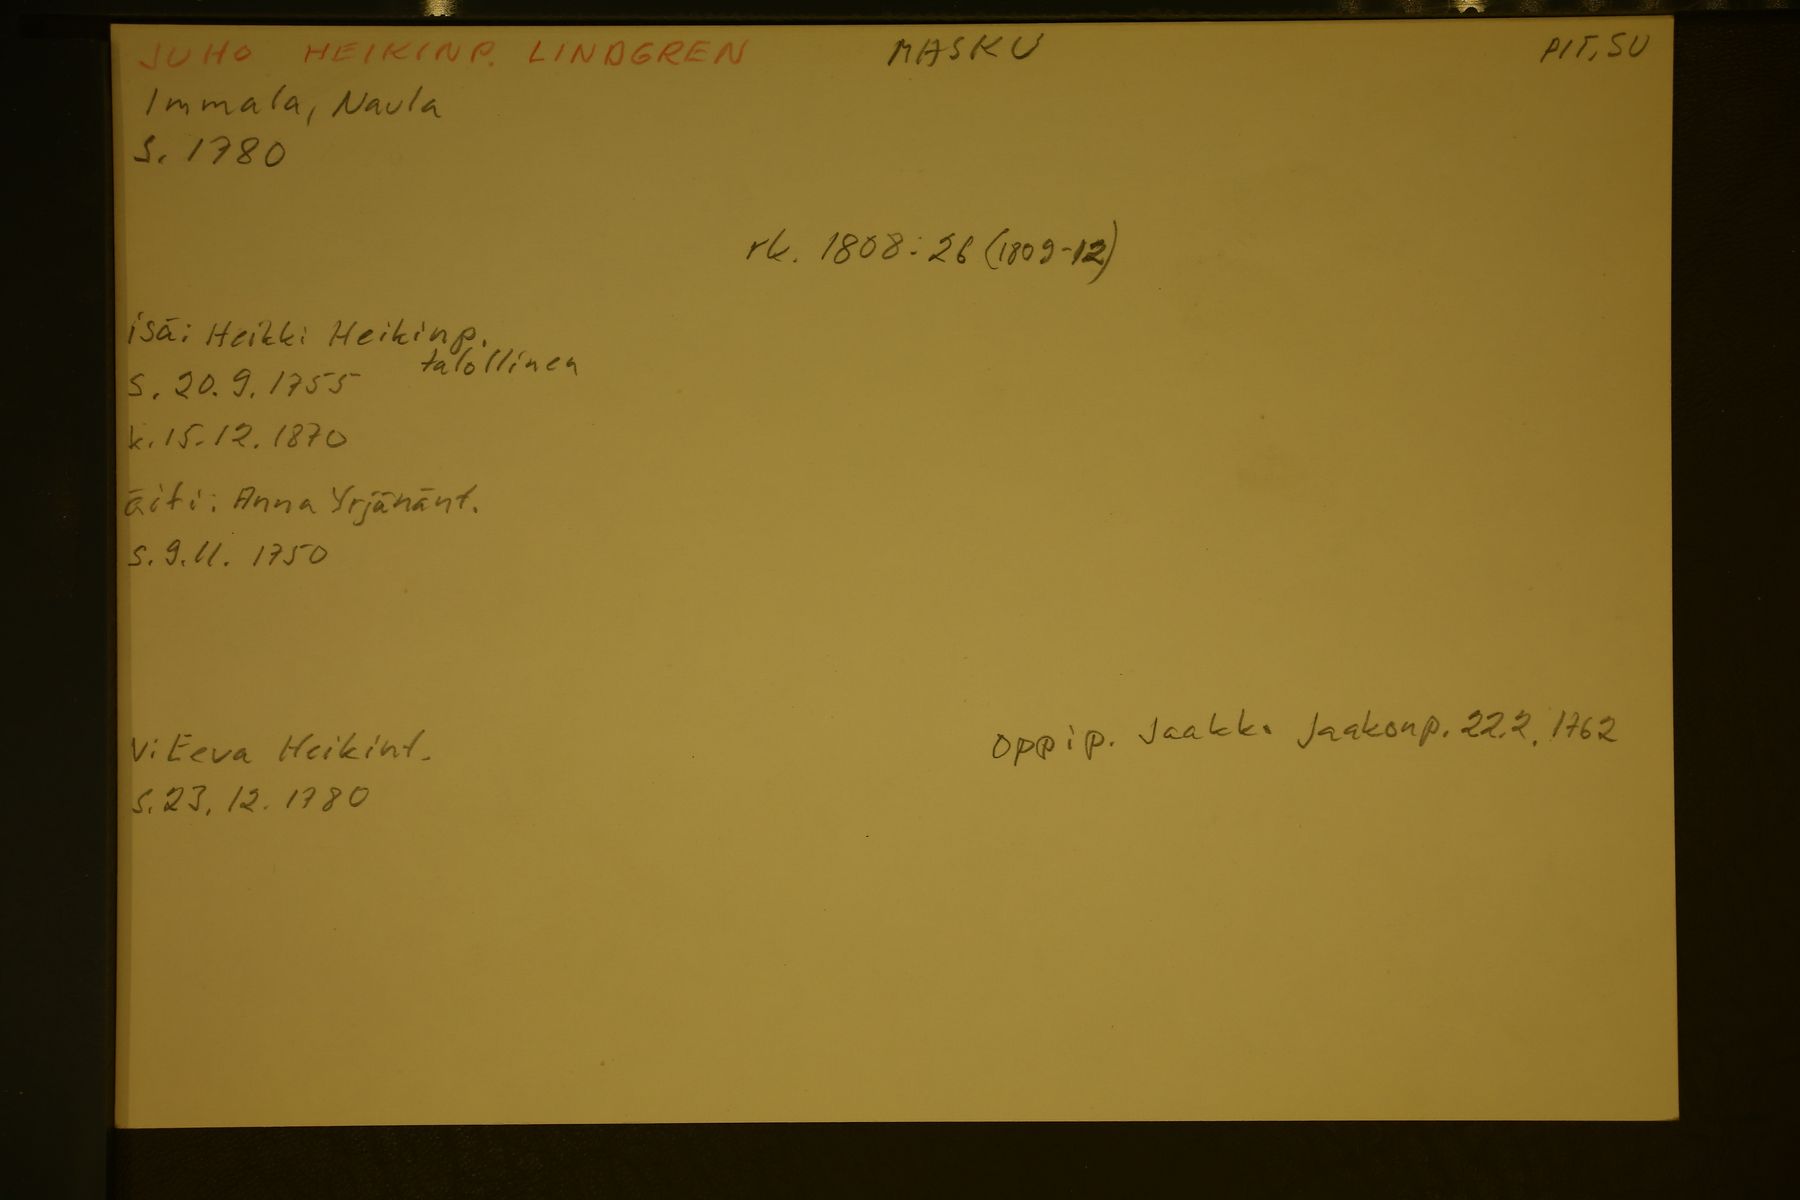 JUHO HEIKINP. LINDGREN MASKU PIT, SU
Immala, Naula
s. 1780
rk. 1808:26 (1809-12)
isä: Heikki Heikinp.
talollinen
s. 20.9.1755
k. 15.12.1870
äiti: Anna Yrjänänt.
s. 9.11. 1750
Oppip. Jaakk. Jaakonp. 22.2. 1762
v: Eeva Heikint.
s. 23.12.1780